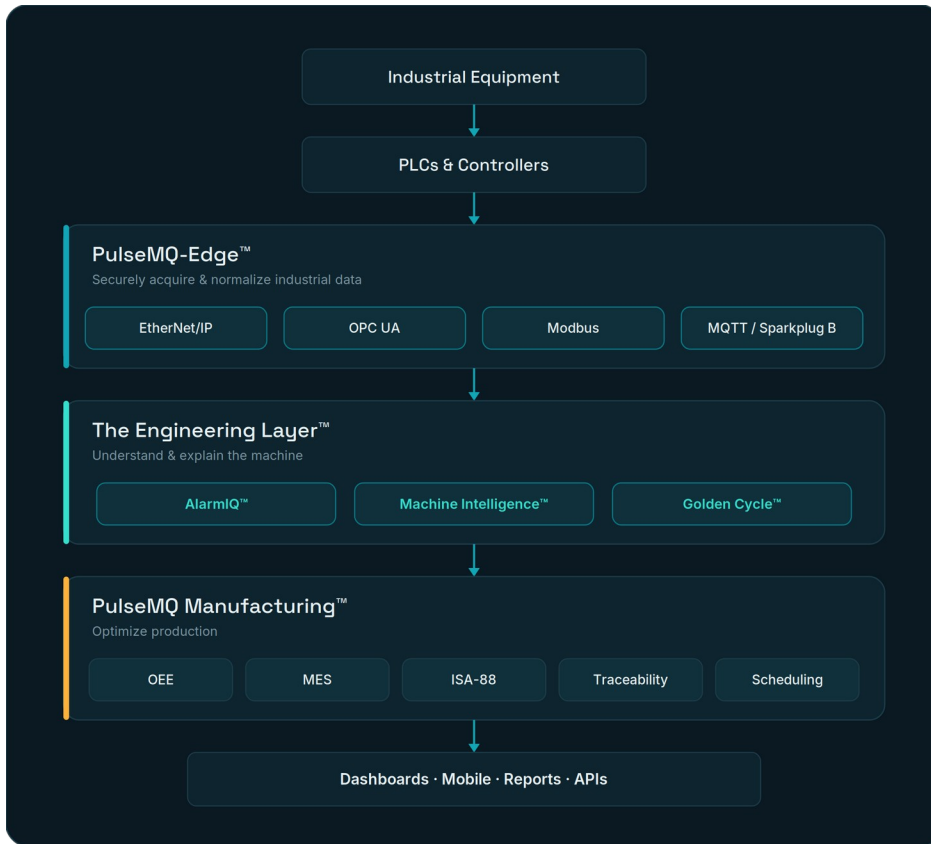 Industrial Equipment
PLCs & Controllers
PulseMQ-Edge™
Securely acquire & normalize industrial data
EtherNet/IP
OPC UA
Modbus
MQTT / Sparkplug B
The Engineering Layer™
Understand & explain the machine
AlarmIQ™
Machine Intelligence™
Golden Cycle™
PulseMQ Manufacturing™
Optimize production
OEE
MES
ISA-88
Traceability
Scheduling
Dashboards · Mobile · Reports · APIs